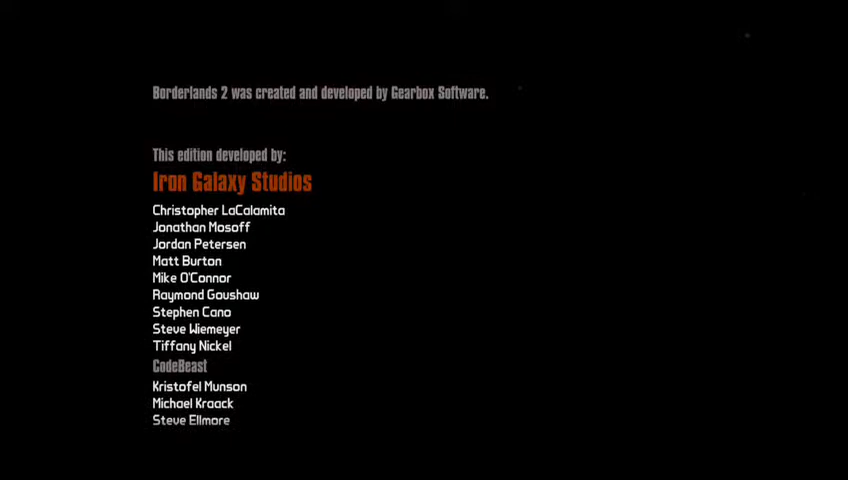 Borderlands 2 was created and developed by Gearbox Software.
This edition developed by:
Iron Galaxy Studios
Christopher LaCalamita
Jonathan Mosoff
Jordan Petersen
Matt Burton
Mike O'Connor
Raymond Goushaw
Stephen Cano
Steve Wiemeyer
Tiffany Nickel
CodeBeast
Kristofel Munson
Michael Kraack
Steve Ellmore